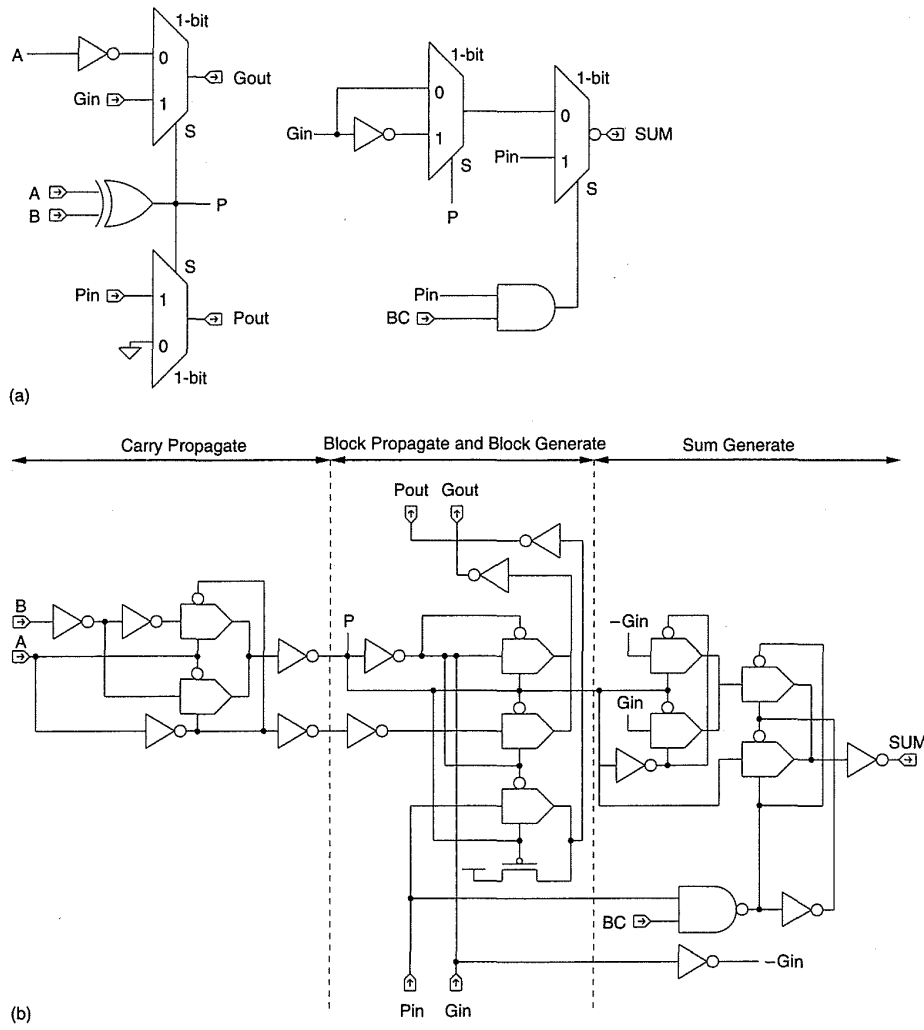 1-bit
A
0
Gout
Gin
1
S
A
B
P
S
Pin
1
Pout
0
1-bit
1-bit
0
Gin
1
S
P
1-bit
0
SUM
Pin
1
S
Pin
BC
(a)
Carry Propagate
Block Propagate and Block Generate
Sum Generate
Pout
Gout
B
A
P
-Gin
Gin
SUM
BC
-Gin
Pin
Gin
(b)